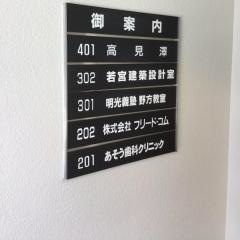 御案内
401 高見澤
302 若宮建築設計室
301 明光義塾 野方教室
202 株式会社 フリード・コム
201 あそう歯科クリニック